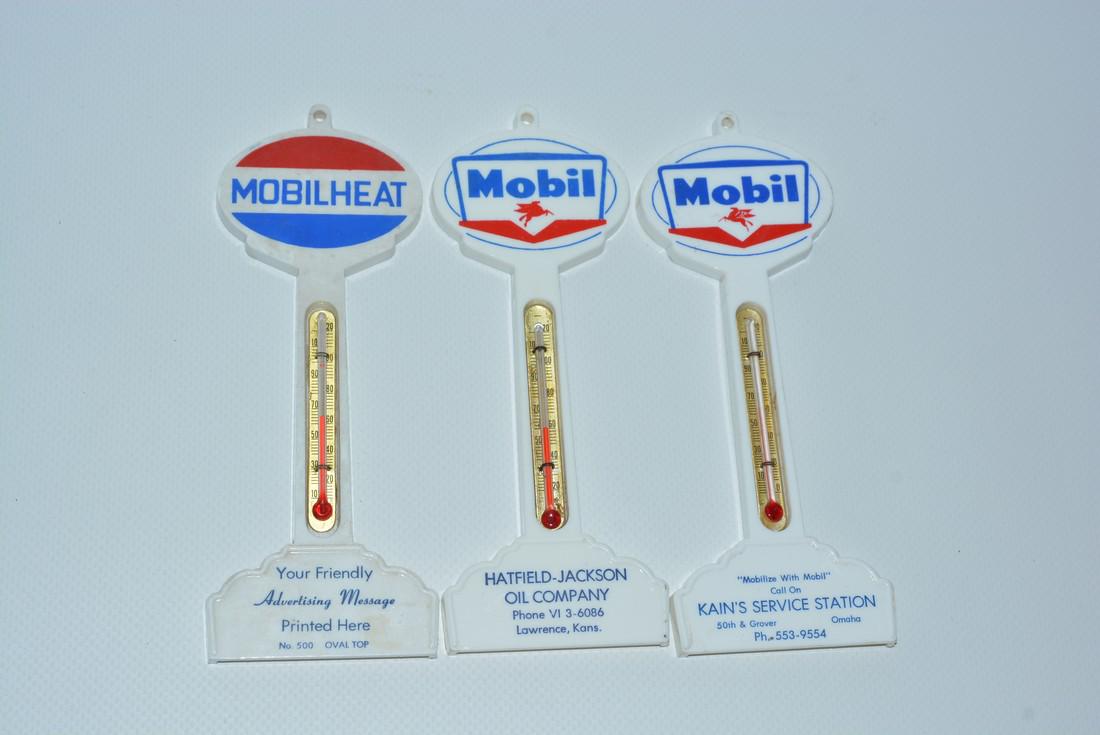 MOBILHEAT
Your Friendly
Advertising Message
Printed Here
No. 500 OVAL TOP
Mobil
HATFIELD-JACKSON
OIL COMPANY
Phone VI 3-6086
Lawrence, Kans.
Mobil
"Mobilize With Mobil"
Call On
KAIN'S SERVICE STATION
50th & Grover Omaha
Ph. 553-9554